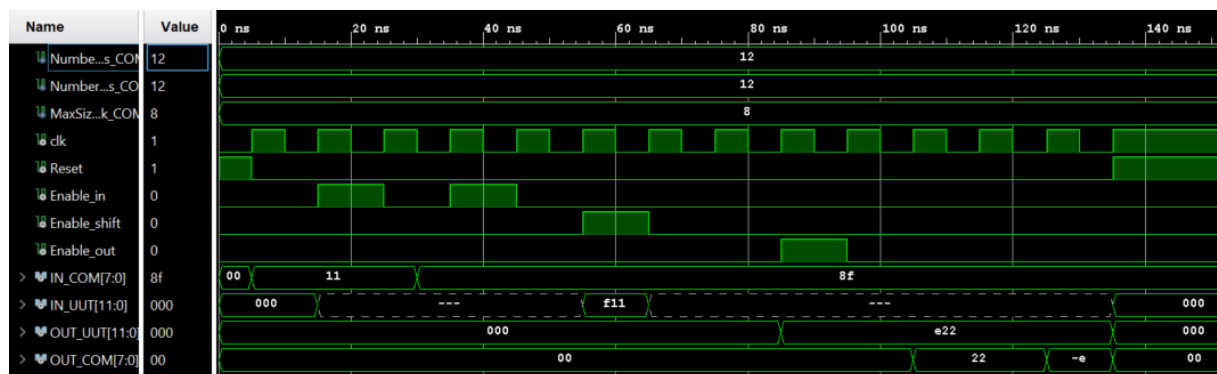 Name Value 0 ns 20 ns 40 ns 60 ns 80 ns 100 ns 120 ns 140 ns
Numbe...s_CON 12 12
Number...s_CO 12 12
MaxSiz...k_CON 8 8
clk 1
Reset 1
Enable_in 0
Enable_shift 0
Enable_out 0
> IN_COM[7:0] 8f 00 11 8f
> IN_UUT[11:0] 000 000 --- f11 --- 000
> OUT_UUT[11:0] 000 000 e22 000
> OUT_COM[7:0] 00 00 22 -e 00